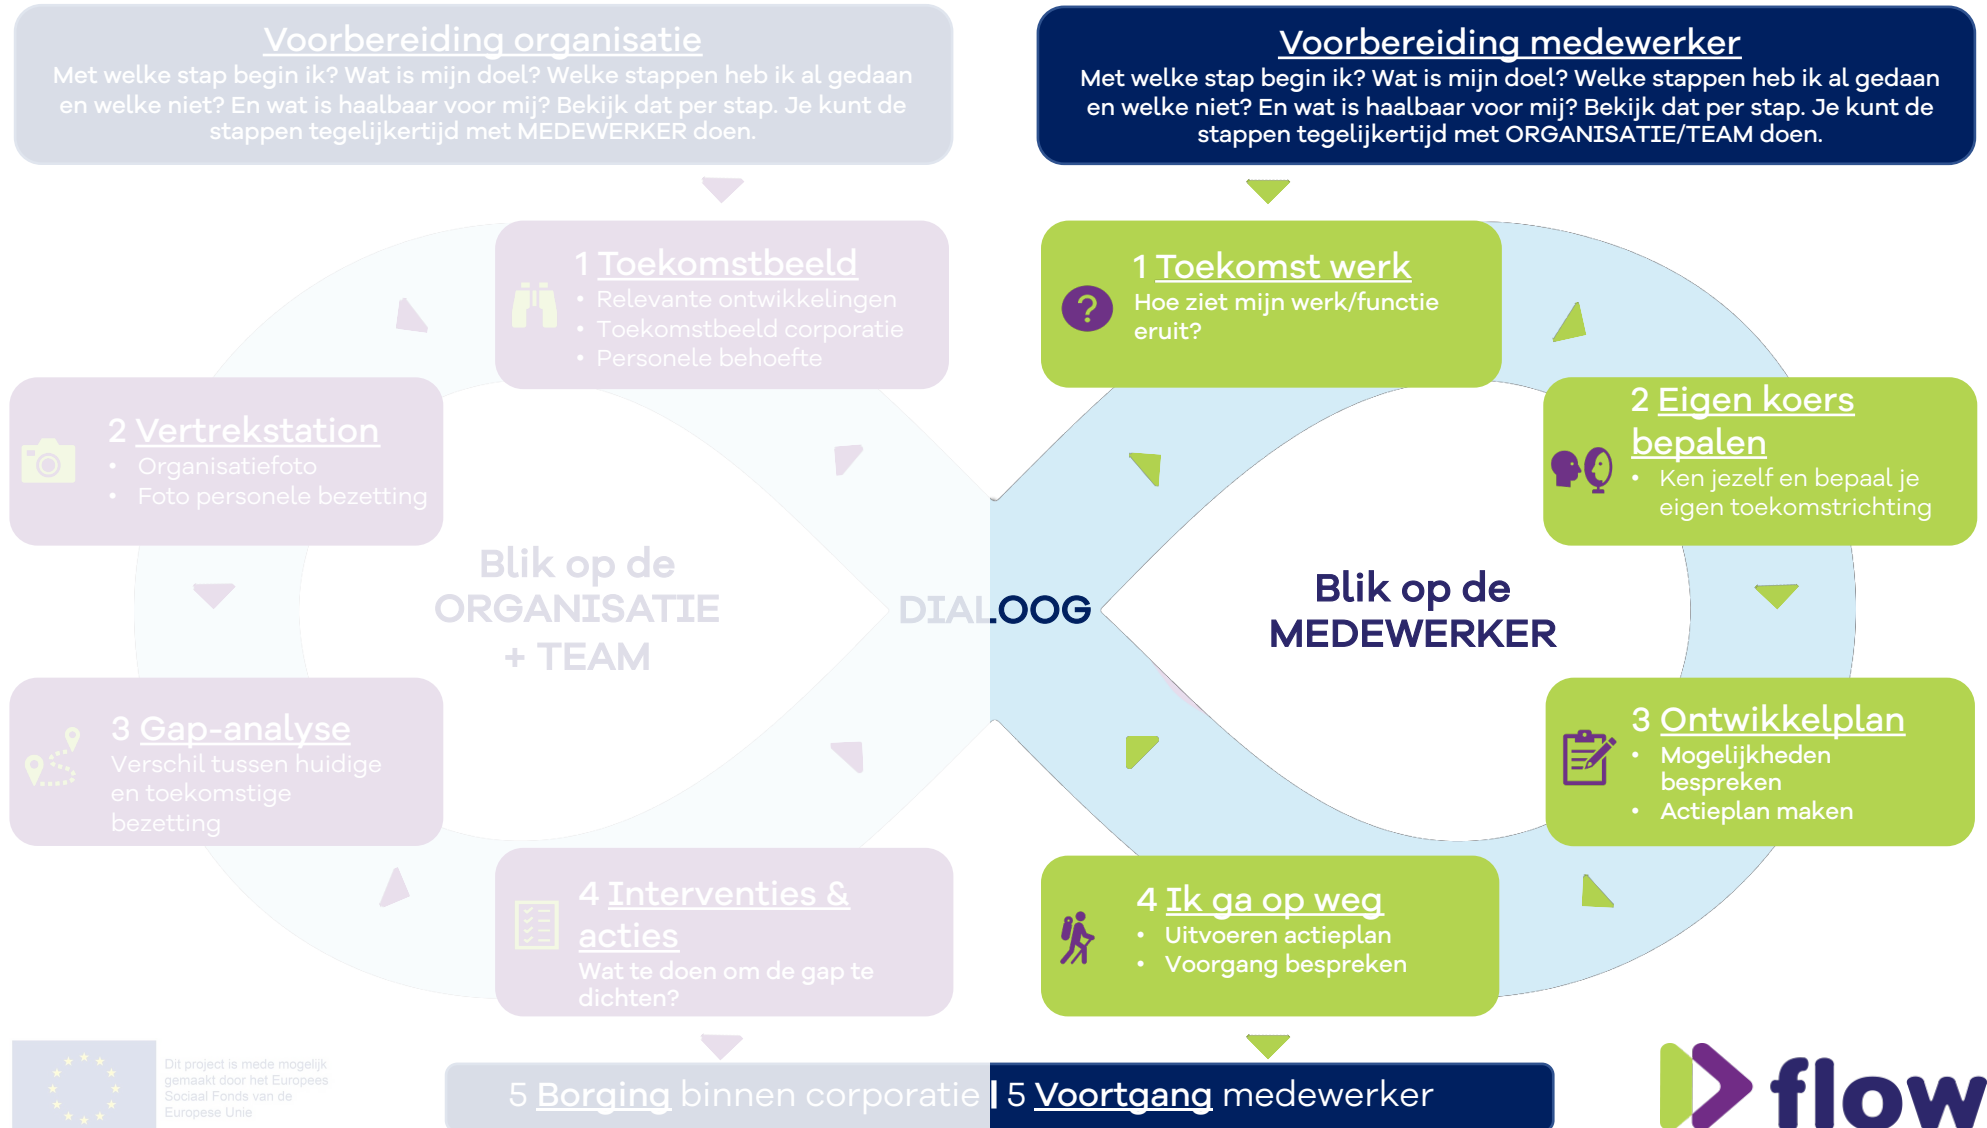 Voorbereiding organisatie
Met welke stap begin ik? Wat is mijn doel? Welke stappen heb ik al gedaan
en welke niet? En wat is haalbaar voor mij? Bekijk dat per stap. Je kunt de
stappen tegelijkertijd met MEDEWERKER doen.
Voorbereiding medewerker
Met welke stap begin ik? Wat is mijn doel? Welke stappen heb ik al gedaan
en welke niet? En wat is haalbaar voor mij? Bekijk dat per stap. Je kunt de
stappen tegelijkertijd met ORGANISATIE/TEAM doen.
1 Toekomstbeeld
• Relevante ontwikkelingen
• Toekomstbeeld corporatie
• Personele behoefte
2 Vertrekstation
• Organisatiefoto
• Foto personele bezetting
3 Gap-analyse
Verschil tussen huidige
en toekomstige
bezetting
4 Interventies &
acties
Wat te doen om de gap te
dichten?
Blik op de
ORGANISATIE
+ TEAM
DIALOOG
1 Toekomst werk
?
Hoe ziet mijn werk/functie
eruit?
2 Eigen koers
bepalen
• Ken jezelf en bepaal je
eigen toekomstrichting
Blik op de
MEDEWERKER
3 Ontwikkelplan
• Mogelijkheden
bespreken
• Actieplan maken
4 Ik ga op weg
• Uitvoeren actieplan
• Voorgang bespreken
Dit project is mede mogelijk
gemaakt door het Europees
Sociaal Fonds van de
Europese Unie
5 Borging binnen corporatie | 5 Voortgang medewerker
flow